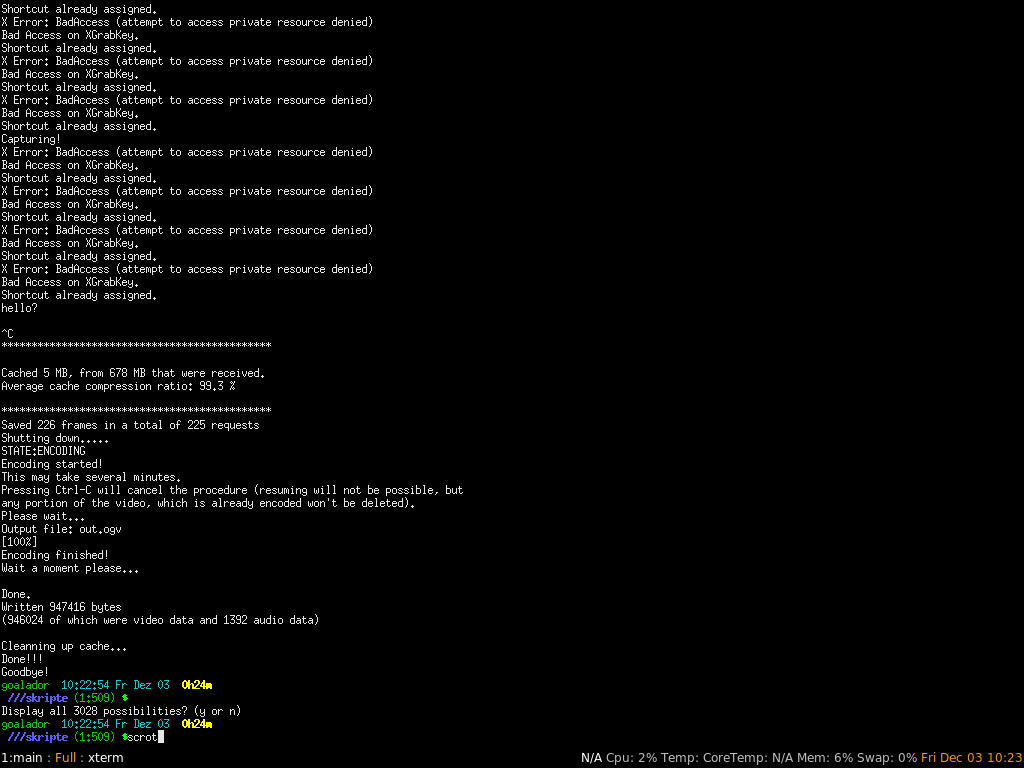 Shortcut already assigned.
X Error: BadAccess (attempt to access private resource denied)
Bad Access on XGrabKey.
Shortcut already assigned.
X Error: BadAccess (attempt to access private resource denied)
Bad Access on XGrabKey.
Shortcut already assigned.
X Error: BadAccess (attempt to access private resource denied)
Bad Access on XGrabKey.
Shortcut already assigned.
Capturing!
X Error: BadAccess (attempt to access private resource denied)
Bad Access on XGrabKey.
Shortcut already assigned.
X Error: BadAccess (attempt to access private resource denied)
Bad Access on XGrabKey.
Shortcut already assigned.
X Error: BadAccess (attempt to access private resource denied)
Bad Access on XGrabKey.
Shortcut already assigned.
X Error: BadAccess (attempt to access private resource denied)
Bad Access on XGrabKey.
Shortcut already assigned.
hello?
^C
*********************************************
Cached 5 MB, from 678 MB that were received.
Average cache compression ratio: 99.3 %
*********************************************
Saved 226 frames in a total of 225 requests
Shutting down.....
STATE:ENCODING
Encoding started!
This may take several minutes.
Pressing Ctrl-C will cancel the procedure (resuming will not be possible, but
any portion of the video, which is already encoded won't be deleted).
Please wait...
Output file: out.ogv
[100%]
Encoding finished!
Wait a moment please...
Done.
Written 947416 bytes
(946024 of which were video data and 1392 audio data)
Cleanning up cache...
Done!!!
Goodbye!
goalador  10:22:54 Fr Dez 03  0h24m
///skripte (1:509) $
Display all 3028 possibilities? (y or n)
goalador  10:22:54 Fr Dez 03  0h24m
///skripte (1:509) $scrot
1:main : Full : xterm N/A Cpu: 2% Temp: CoreTemp: N/A Mem: 6% Swap: 0% Fri Dec 03 10:23